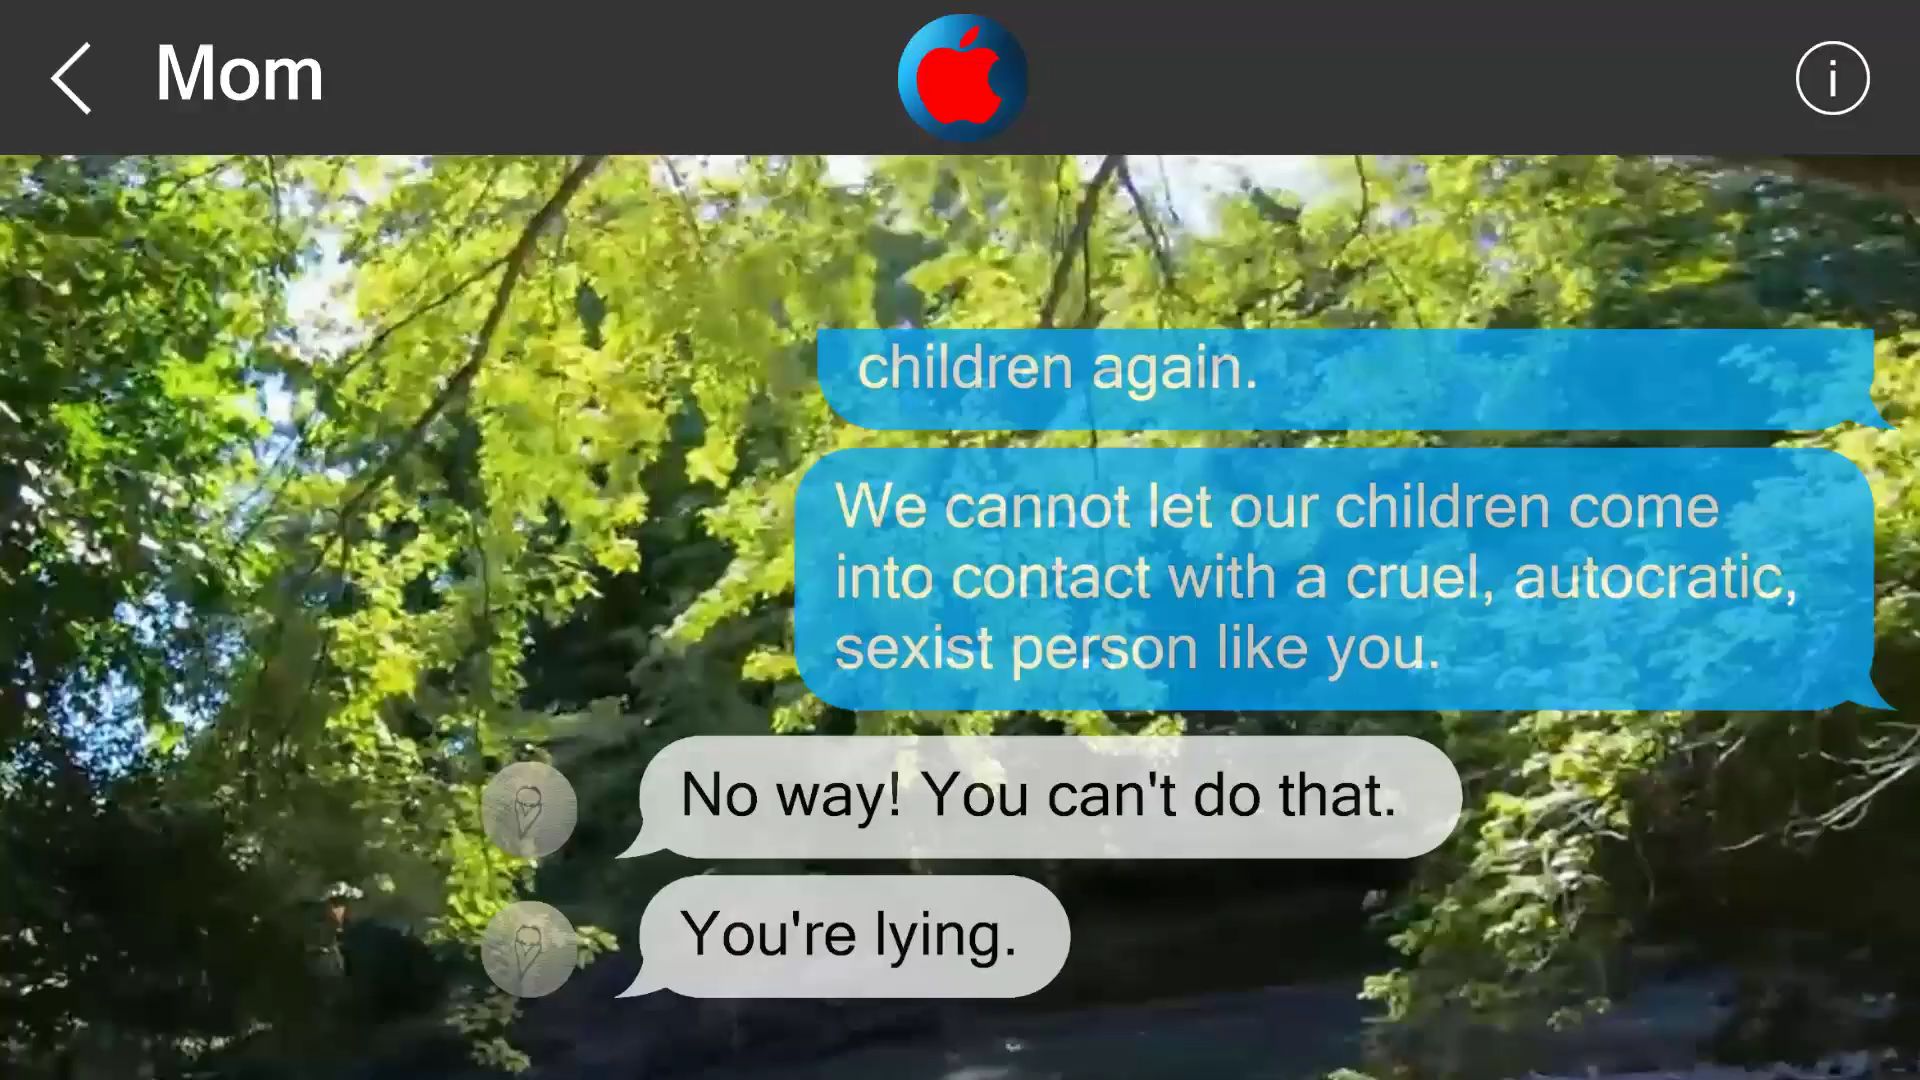 Mom
children again.
We cannot let our children come
into contact with a cruel, autocratic,
sexist person like you.
No way! You can't do that.
You're lying.